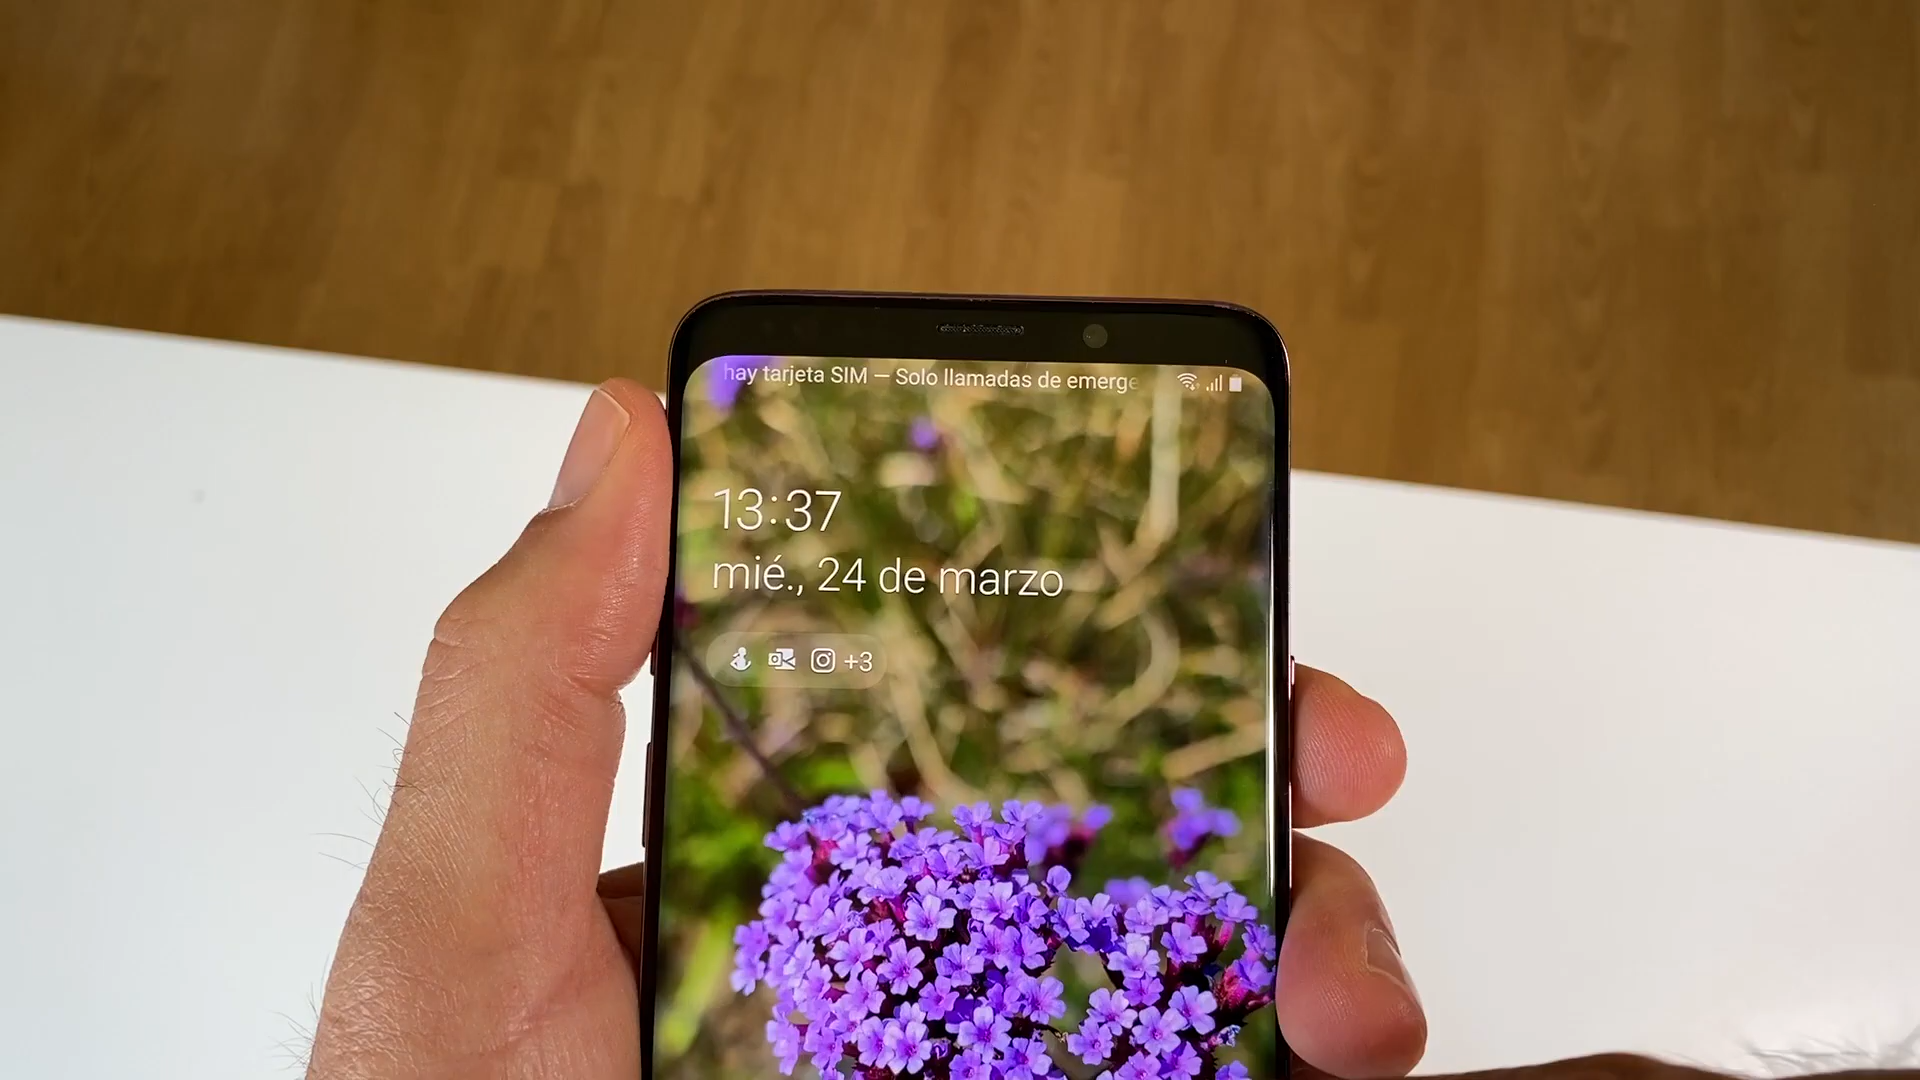 hay tarjeta SIM — Solo llamadas de emerge
13:37
mié., 24 de marzo
+3